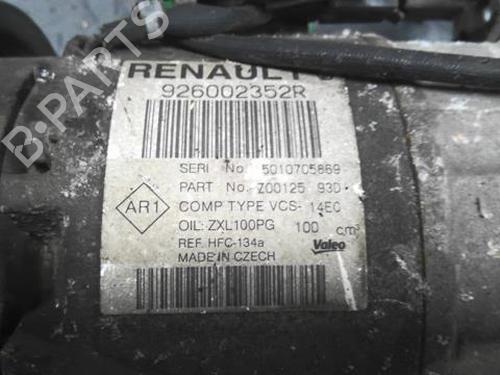 RENAULT
926002352R
SERI No. 5010705869
PART No. Z00125 930
COMP TYPE VCS- 14EC
OIL: ZXL100PG 100 cm³
REF. HFC-134a
MADE IN CZECH
AR1
Valeo
B-PARTS